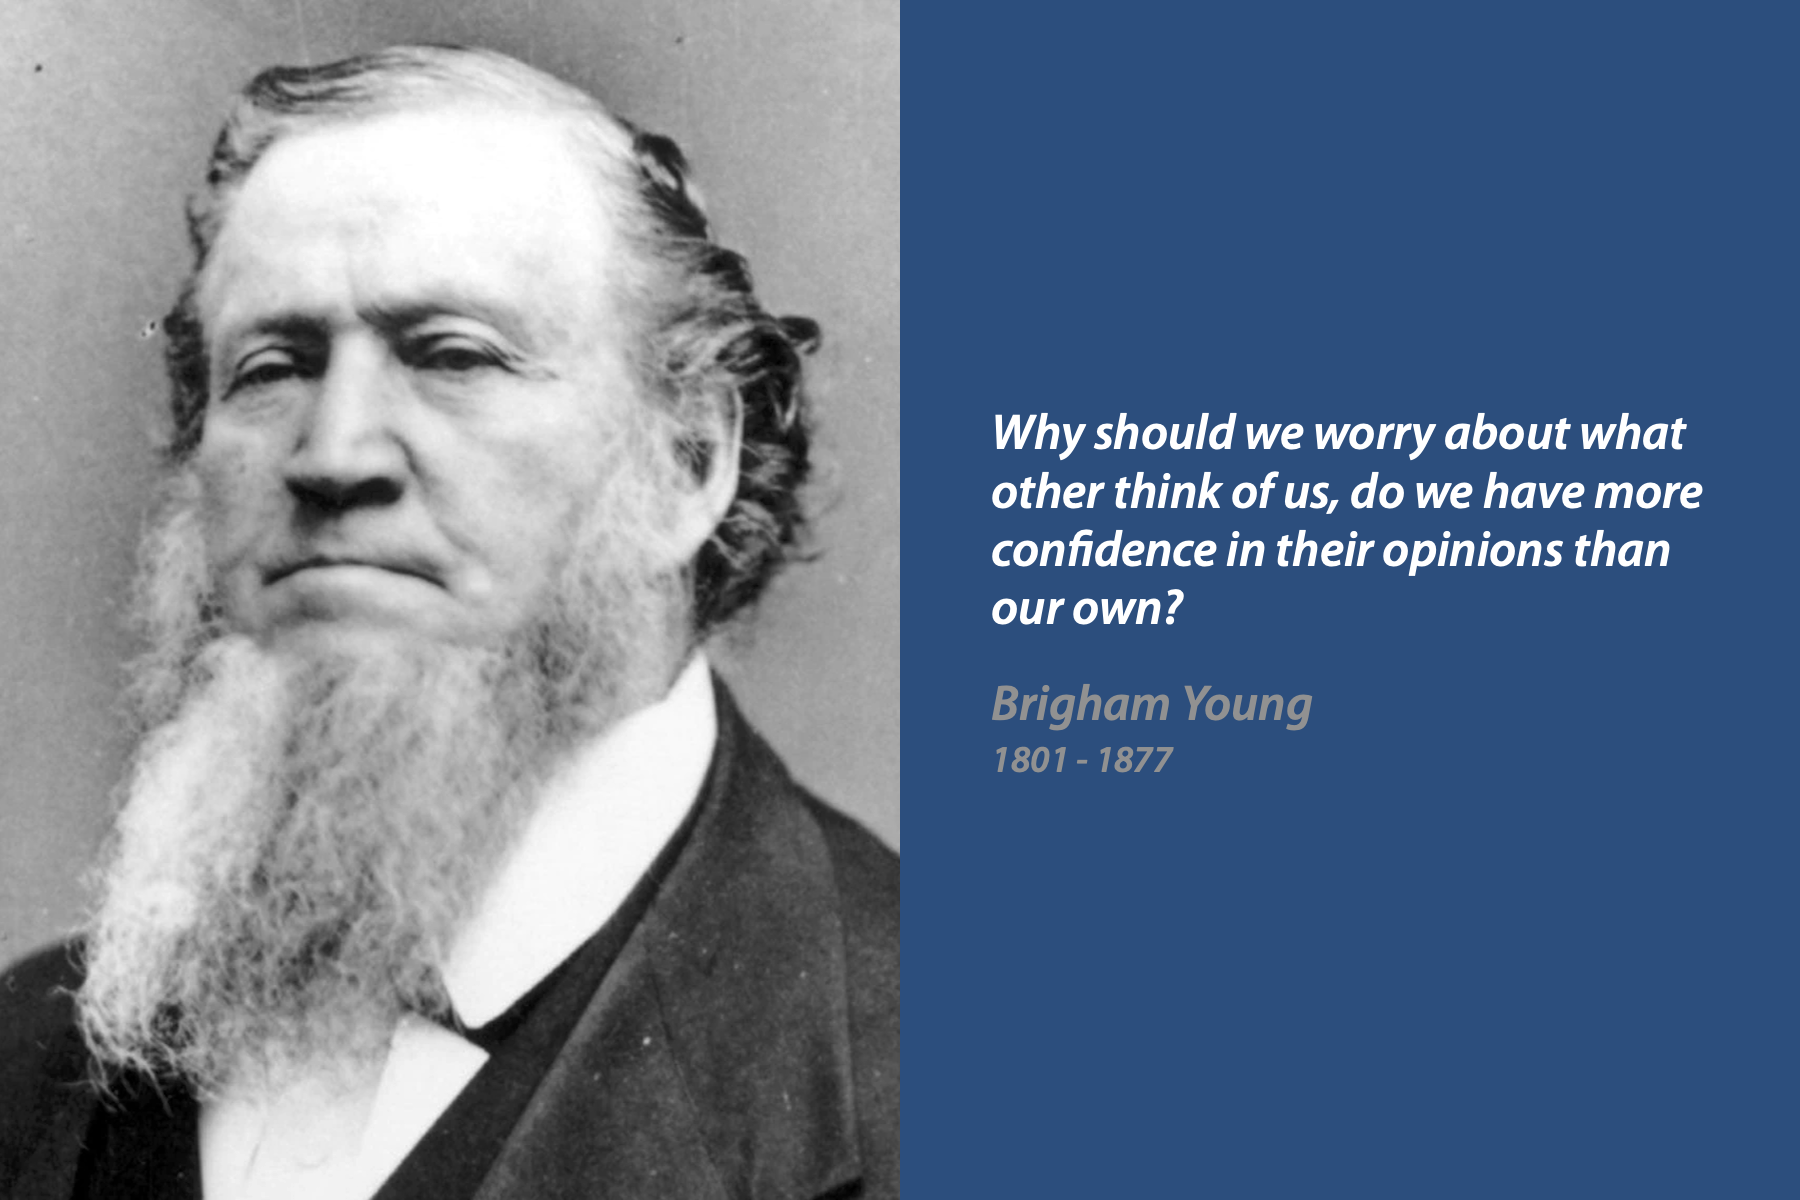 Why should we worry about what
other think of us, do we have more
confidence in their opinions than
our own?
Brigham Young
1801 - 1877